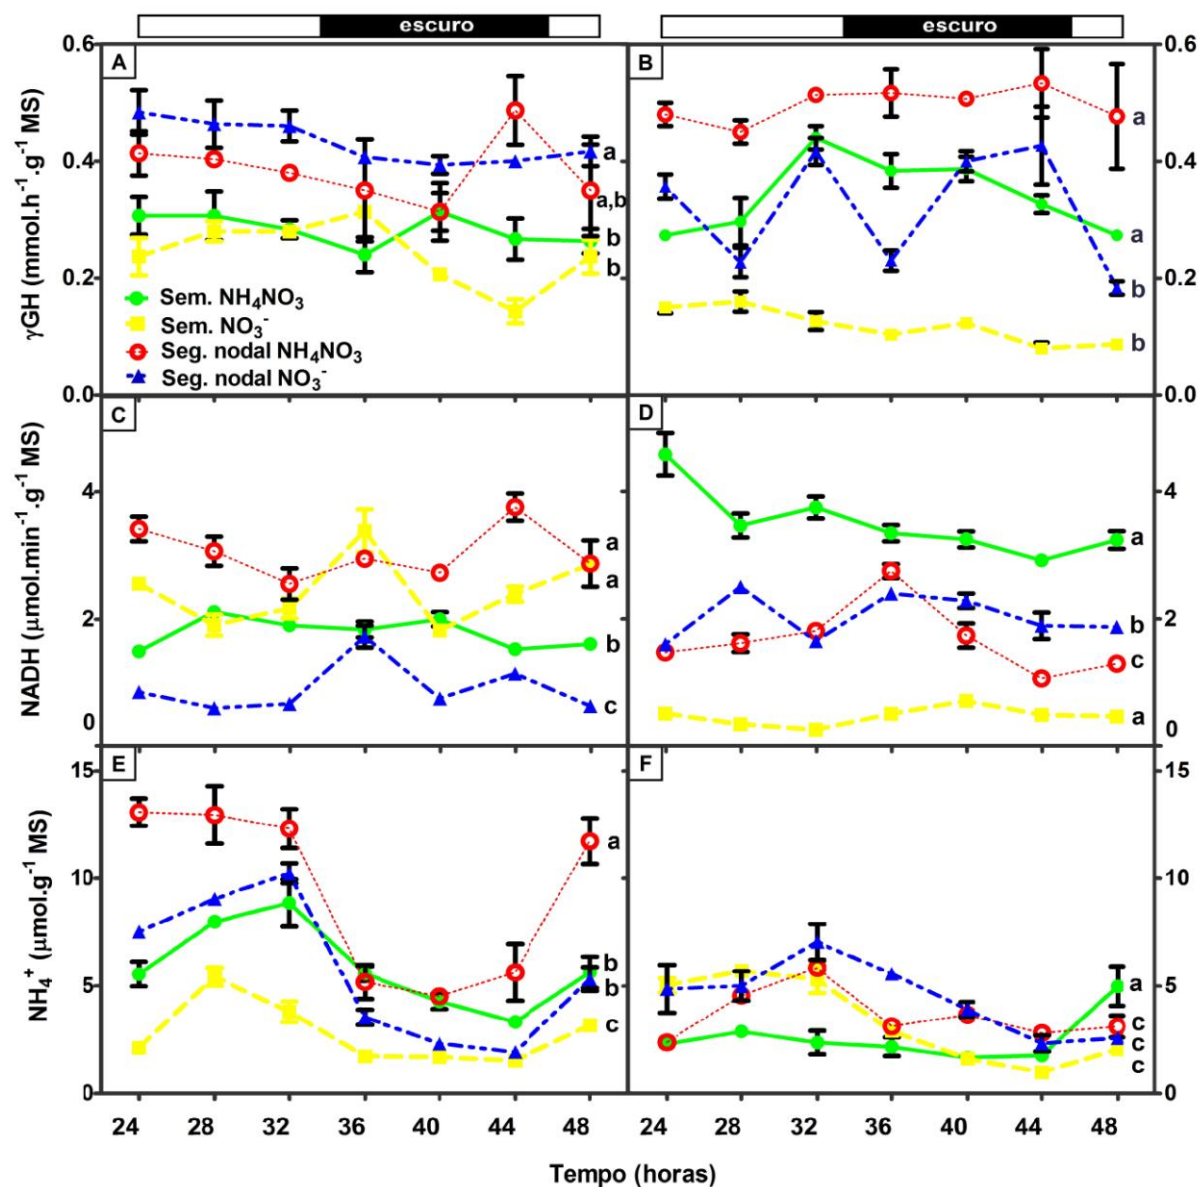 escuro
escuro
0.6
A
B
0.6
γGH (mmol.h⁻¹.g⁻¹ MS)
0.4
a
a,b
b
b
a
a
b
b
0.4
0.2
0.2
Sem. NH₄NO₃
Sem. NO₃⁻
Seg. nodal NH₄NO₃
Seg. nodal NO₃⁻
0.0
0.0
C
D
NADH (μmol.min⁻¹.g⁻¹ MS)
4
4
a
a
b
c
a
b
c
a
2
2
0
0
E
F
NH₄⁺ (μmol.g⁻¹ MS)
15
15
a
b
b
c
a
c
c
c
10
10
5
5
0
0
24 28 32 36 40 44 48
24 28 32 36 40 44 48
Tempo (horas)